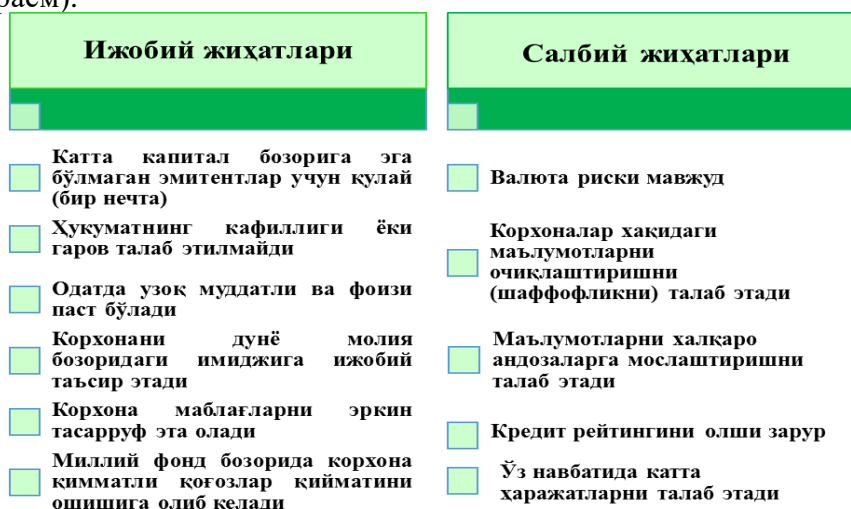 раем).
Ижобий жиҳатлари
Катта капитал бозорига эга
бўлмаган эмитентлар учун қулай
(бир нечта)
Ҳукуматнинг кафиллиги ёки
гаров талаб этилмайди
Одатда узоқ муддатли ва фоизи
паст бўлади
Корхонани дунё молия
бозоридаги имиджига ижобий
таъсир этади
Корхона маблағларни эркин
тасарруф эта олади
Миллий фонд бозорида корхона
қимматли қоғозлар қийматини
ошишига олиб келади
Салбий жиҳатлари
Валюта риски мавжуд
Корхоналар хақидаги
маълумотларни
очиқлаштиришни
(шаффофликни) талаб этади
Маълумотларни халқаро
андозаларга мослаштиришни
талаб этади
Кредит рейтингини олши зарур
Ўз навбатида катта
ҳаражатларни талаб этади